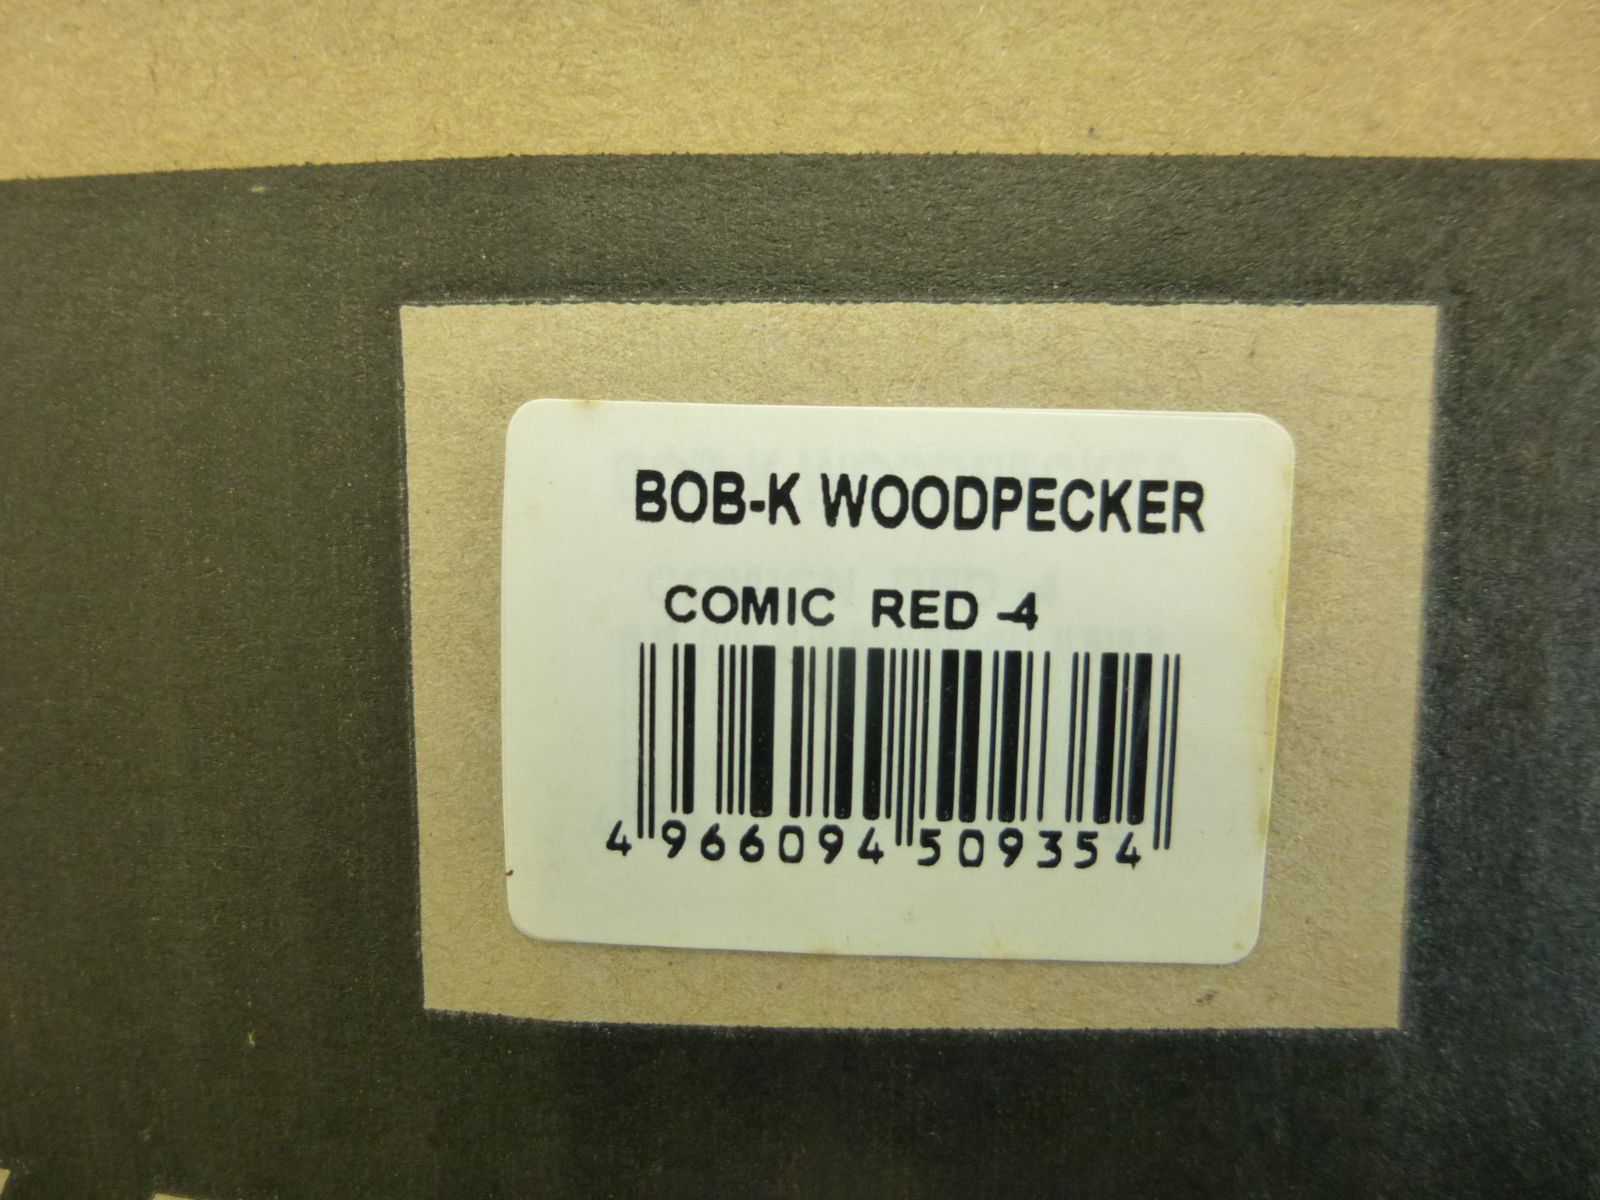 BOB-K WOODPECKER
COMIC RED -4
4 966094 509354